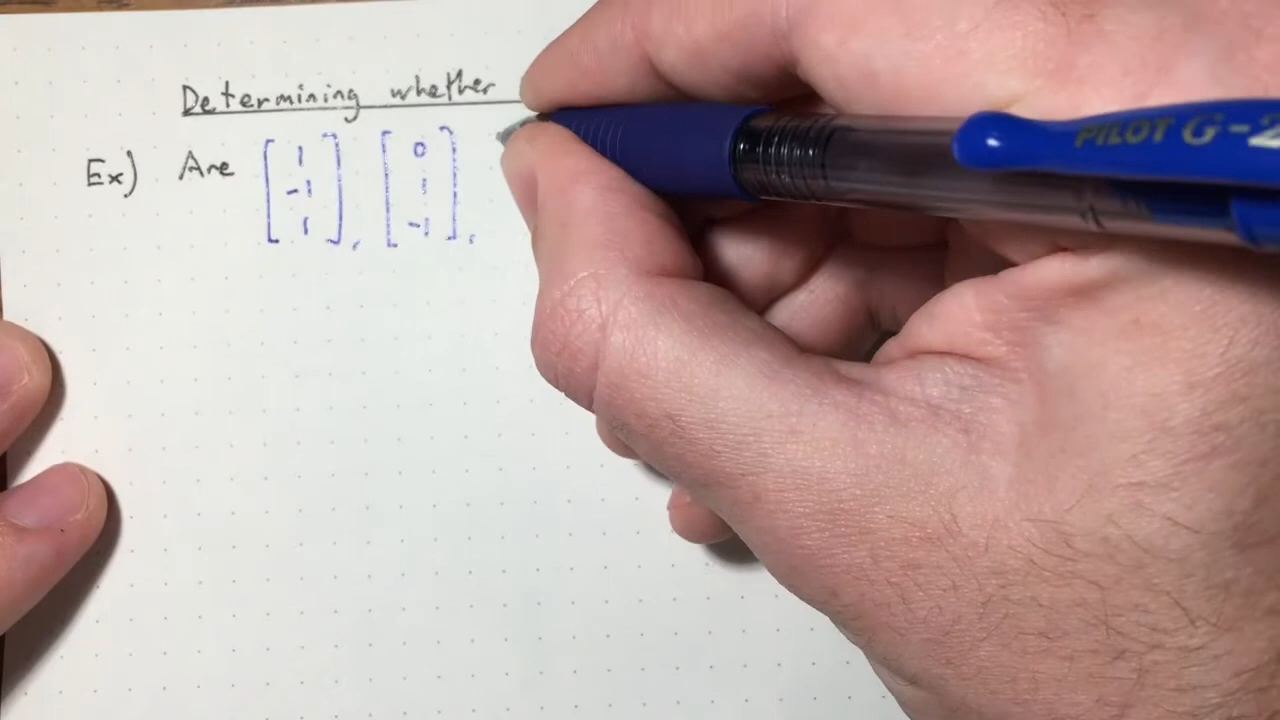 Determining whether
Ex) Are [1 -1 1], [0 1 -1],
PILOT G-2